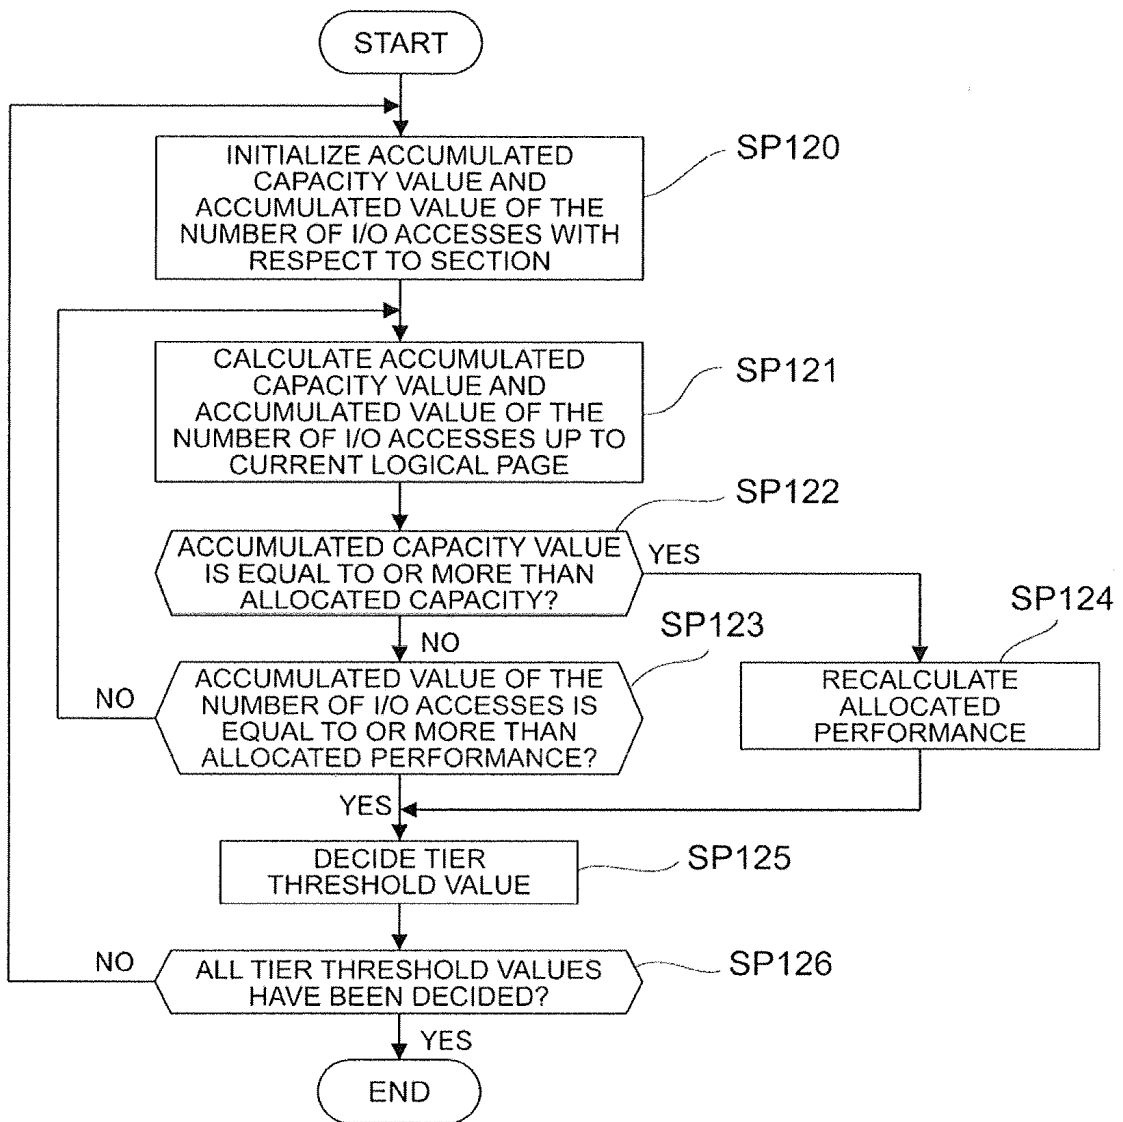 START
INITIALIZE ACCUMULATED
CAPACITY VALUE AND
ACCUMULATED VALUE OF THE
NUMBER OF I/O ACCESSES WITH
RESPECT TO SECTION
SP120
CALCULATE ACCUMULATED
CAPACITY VALUE AND
ACCUMULATED VALUE OF THE
NUMBER OF I/O ACCESSES UP TO
CURRENT LOGICAL PAGE
SP121
ACCUMULATED CAPACITY VALUE
IS EQUAL TO OR MORE THAN
ALLOCATED CAPACITY?
SP122
YES
NO
ACCUMULATED VALUE OF THE
NUMBER OF I/O ACCESSES IS
EQUAL TO OR MORE THAN
ALLOCATED PERFORMANCE?
SP123
NO
RECALCULATE
ALLOCATED
PERFORMANCE
SP124
YES
DECIDE TIER
THRESHOLD VALUE
SP125
ALL TIER THRESHOLD VALUES
HAVE BEEN DECIDED?
SP126
NO
YES
END